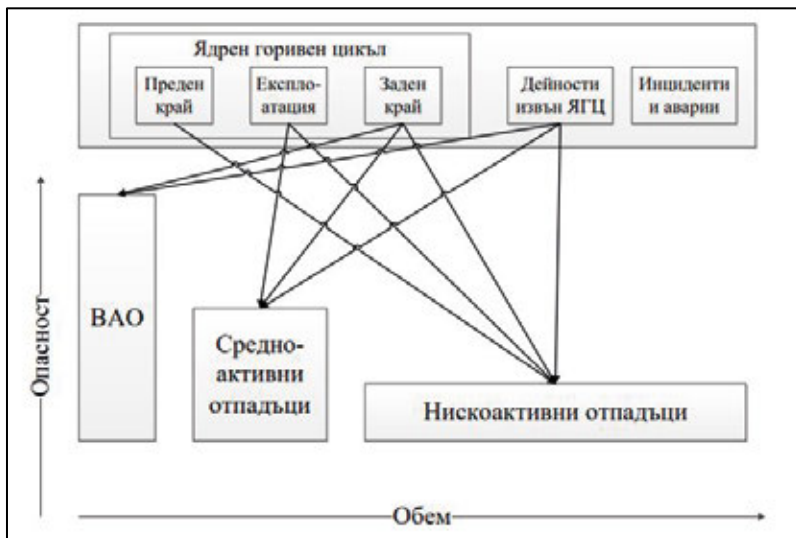 Ядрен горивен цикъл
Преден
край
Експло-
атация
Заден
край
Дейности
извън ЯГЦ
Инциденти
и аварии
Опасност
ВАО
Средно-
активни
отпадъци
Нискоактивни отпадъци
Обем